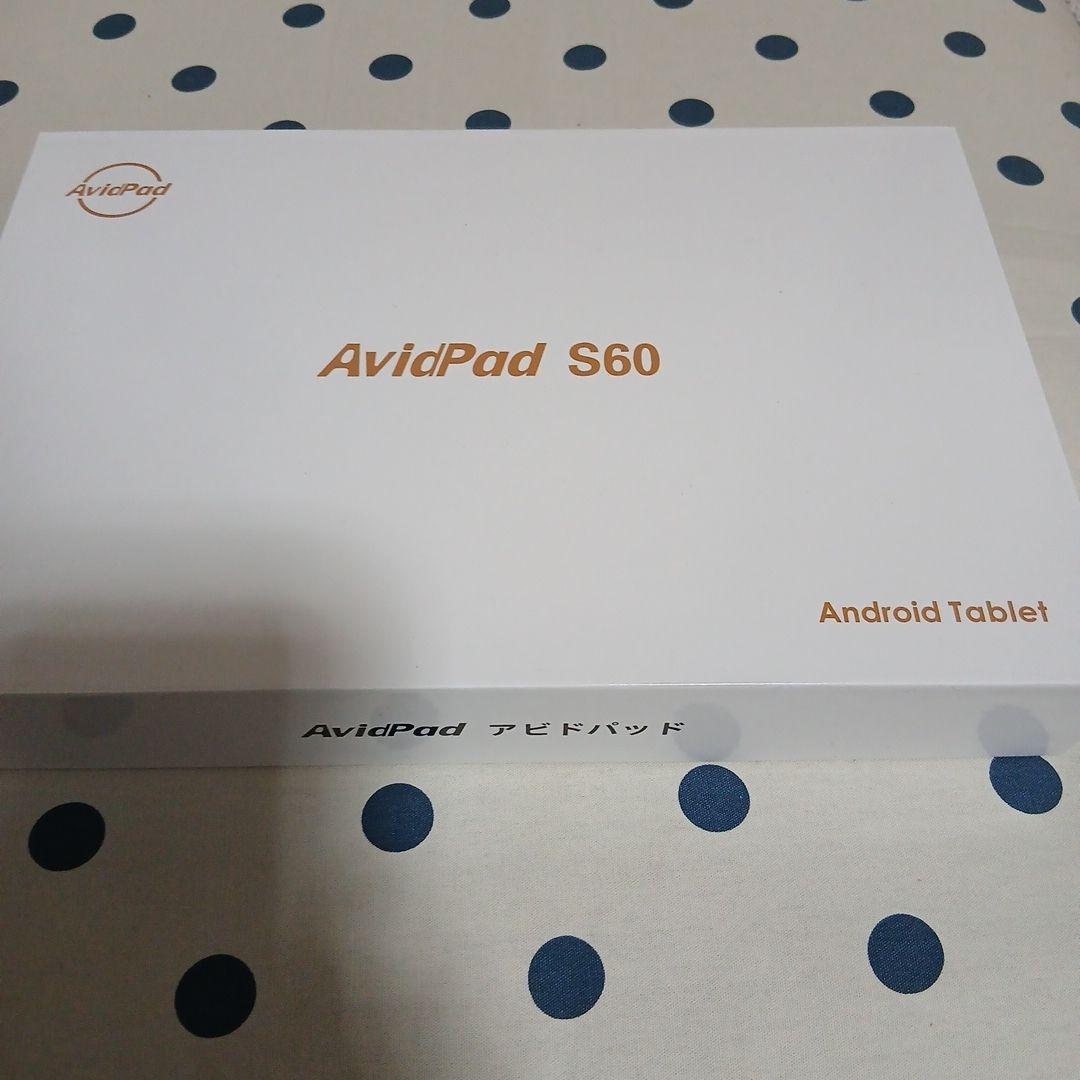 AvidPad
AvidPad S60
Android Tablet
AvidPad アビドパッド